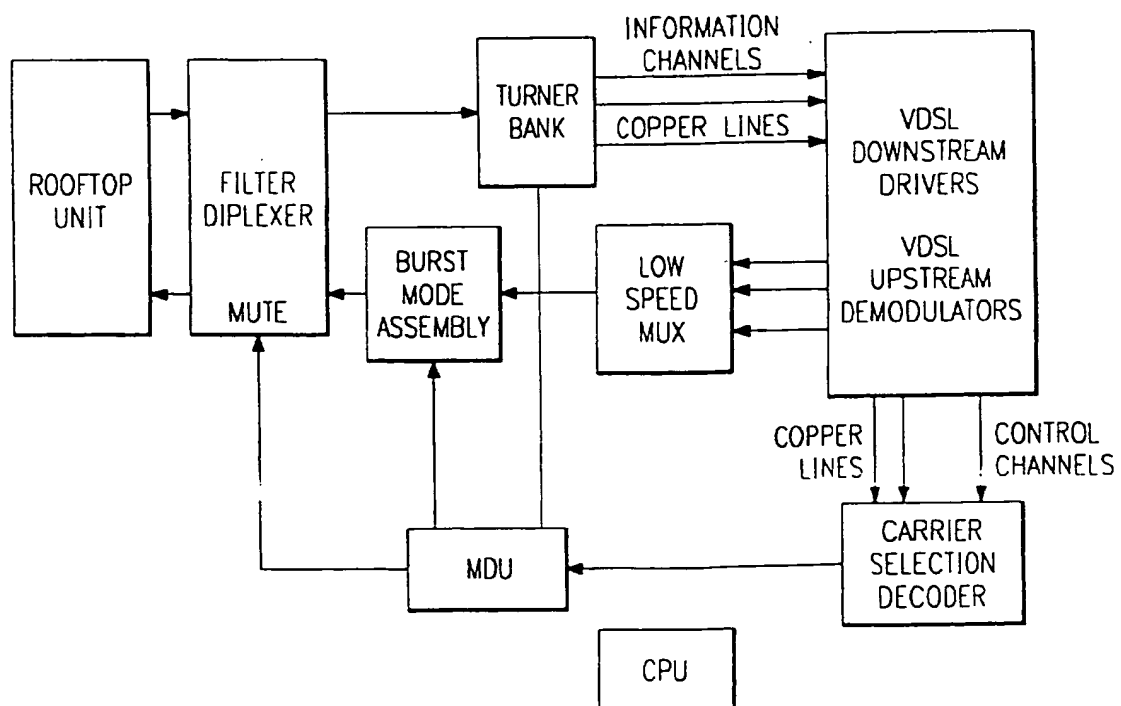 INFORMATION
CHANNELS
COPPER LINES
ROOFTOP
UNIT
FILTER
DIPLEXER
MUTE
TURNER
BANK
VDSL
DOWNSTREAM
DRIVERS
VDSL
UPSTREAM
DEMODULATORS
BURST
MODE
ASSEMBLY
LOW
SPEED
MUX
COPPER
LINES
CONTROL
CHANNELS
MDU
CARRIER
SELECTION
DECODER
CPU